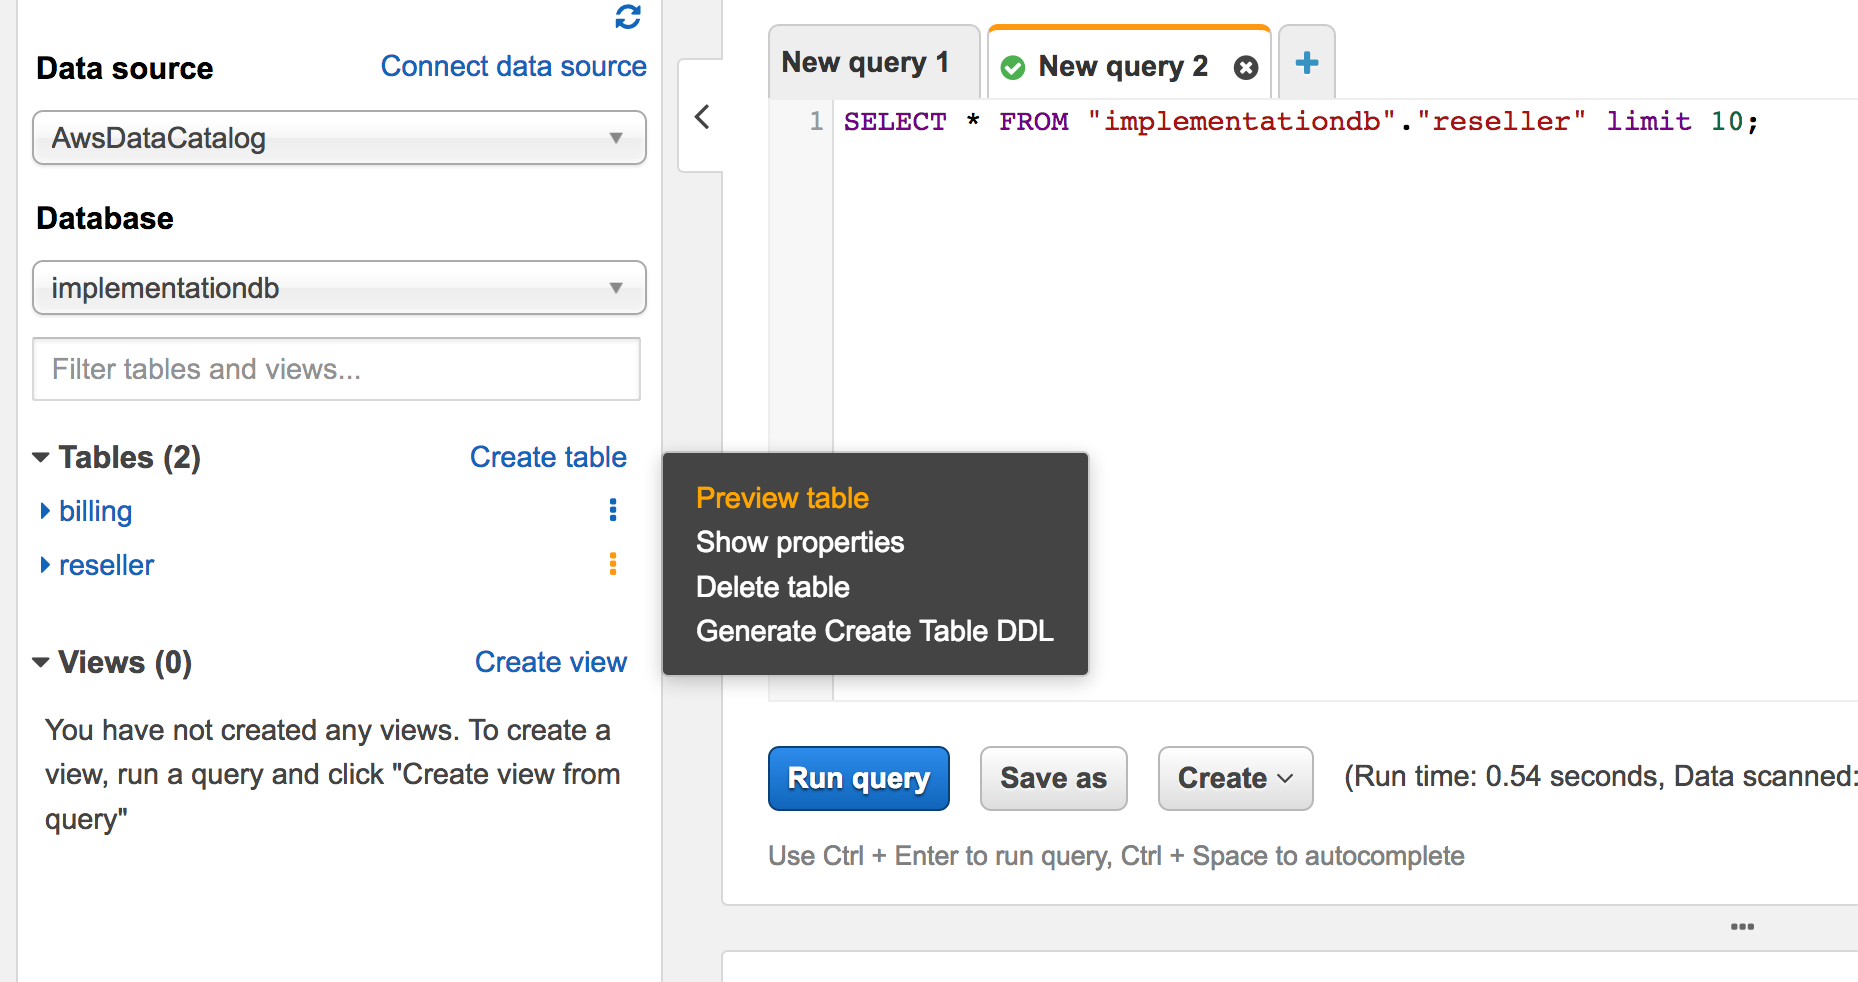 Data source
Connect data source
AwsDataCatalog
Database
implementationdb
Filter tables and views...
Tables (2)
Create table
billing
reseller
Views (0)
Create view
You have not created any views. To create a
view, run a query and click "Create view from
query"
New query 1
New query 2
1 SELECT * FROM "implementationdb"."reseller" limit 10;
Preview table
Show properties
Delete table
Generate Create Table DDL
Run query
Save as
Create
(Run time: 0.54 seconds, Data scanned:
Use Ctrl + Enter to run query, Ctrl + Space to autocomplete